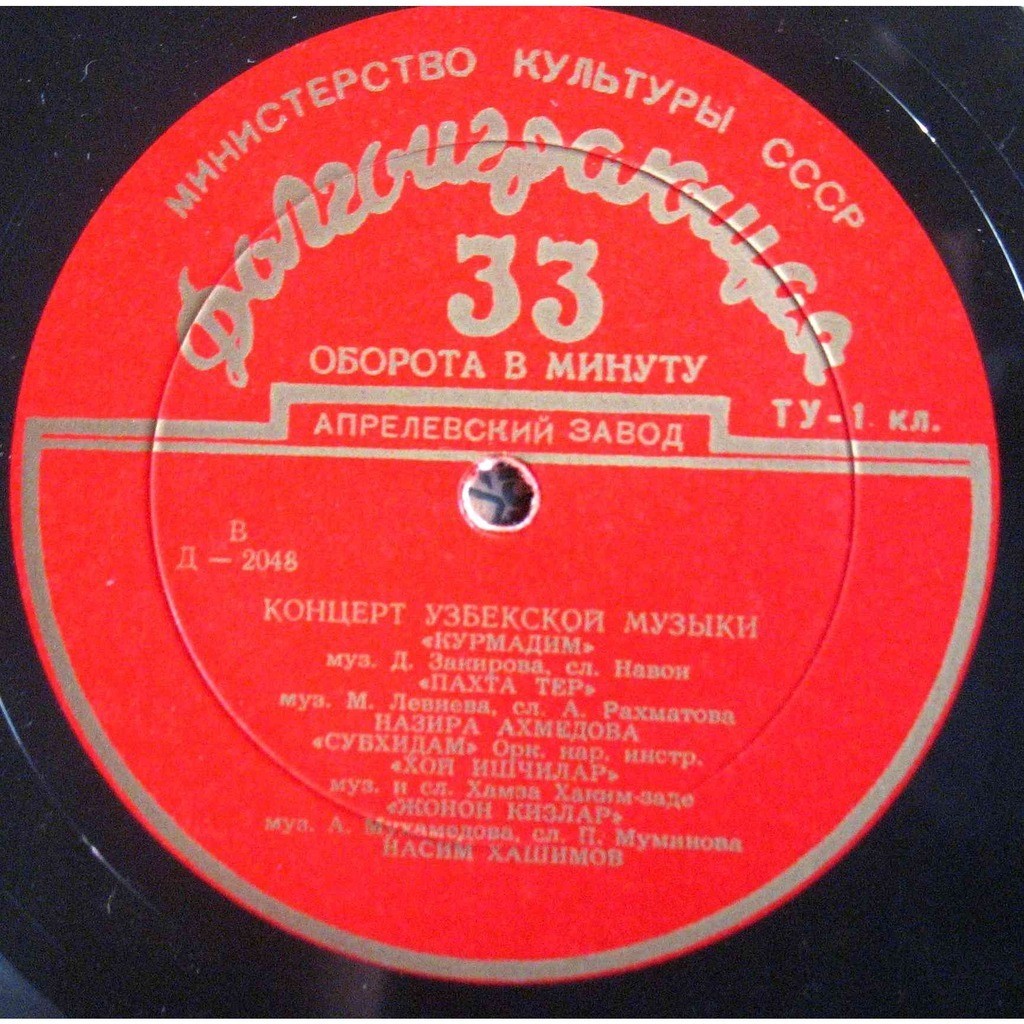 МИНИСТЕРСТВО КУЛЬТУРЫ СССР
Долгоиграющая
33
ОБОРОТА В МИНУТУ
ТУ-1 кл.
АПРЕЛЕВСКИЙ ЗАВОД
В
Д — 2048
КОНЦЕРТ УЗБЕКСКОЙ МУЗЫКИ
«КУРМАДИМ»
муз. Д. Закирова, сл. Навои
«ПАХТА ТЕР»
муз. М. Левиева, сл. А. Рахматова
НАЗИРА АХМЕДОВА
«СУБХИДАМ» Орк. нар. инстр.
«ХОЙ ИШЧИЛАР»
муз. и сл. Хамза Хаким-заде
«ЖОНОН КИЗЛАР»
муз. А. Мухамедова, сл. П. Муминова
НАСИМ ХАШИМОВ